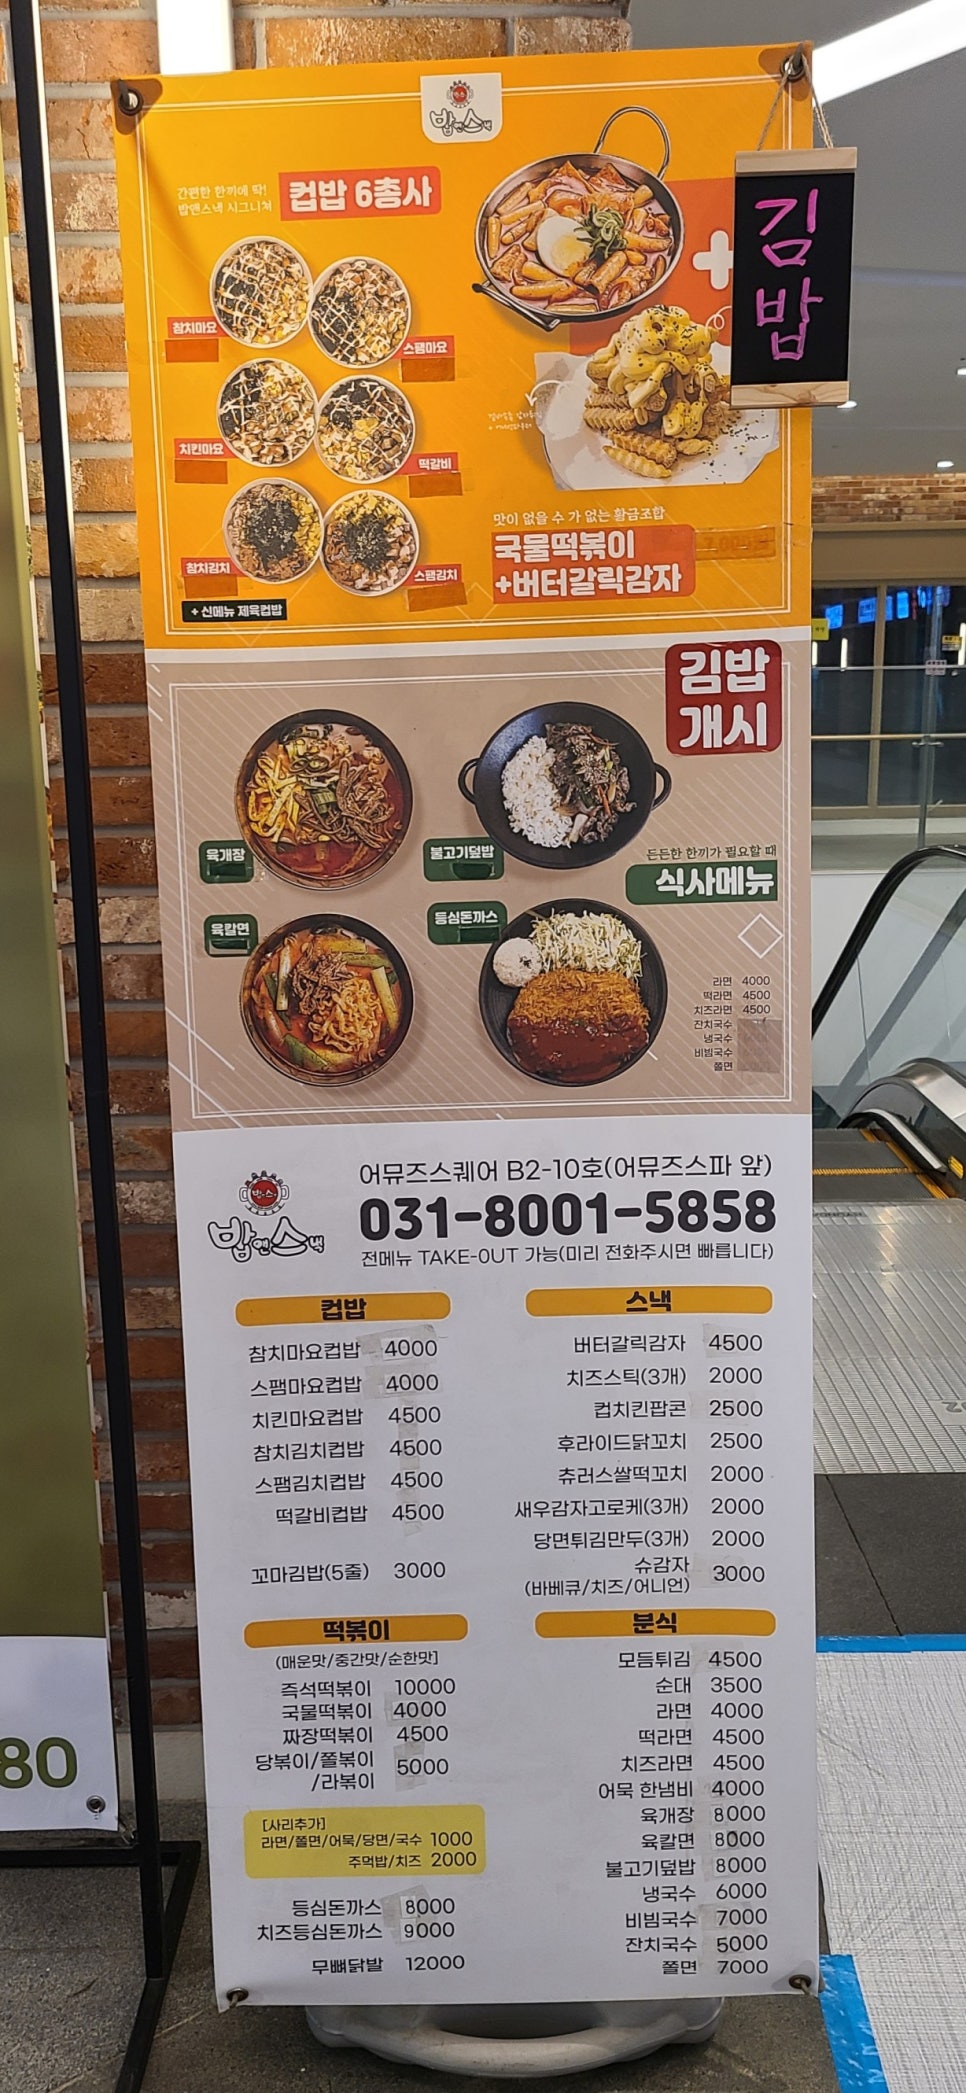 밥앤스낵
간편한 한끼에 딱!
밥앤스낵 시그니쳐
컵밥 6총사
김밥
참치마요
스팸마요
치킨마요
떡갈비
참치김치
스팸김치
+ 신메뉴 제육컵밥
맛이 없을 수 가 없는 황금조합
국물떡볶이
+버터갈릭감자
김밥
개시
육개장
불고기덮밥
든든한 한끼가 필요할 때
식사메뉴
육칼면
등심돈까스
라면 4000
떡라면 4500
치즈라면 4500
잔치국수
냉국수
비빔국수
쫄면
밥앤스낵
어뮤즈스퀘어 B2-10호(어뮤즈스파 앞)
031-8001-5858
전메뉴 TAKE-OUT 가능(미리 전화주시면 빠릅니다)
컵밥
참치마요컵밥 4000
스팸마요컵밥 4000
치킨마요컵밥 4500
참치김치컵밥 4500
스팸김치컵밥 4500
떡갈비컵밥 4500
꼬마김밥(5줄) 3000
떡볶이
(매운맛/중간맛/순한맛]
즉석떡볶이 10000
국물떡볶이 4000
짜장떡볶이 4500
당볶이/쫄볶이
/라볶이 5000
[사리추가]
라면/쫄면/어묵/당면/국수 1000
주먹밥/치즈 2000
등심돈까스 8000
치즈등심돈까스 9000
무뼈닭발 12000
스낵
버터갈릭감자 4500
치즈스틱(3개) 2000
컵치킨팝콘 2500
후라이드닭꼬치 2500
츄러스쌀떡꼬치 2000
새우감자고로케(3개) 2000
당면튀김만두(3개) 2000
슈감자
(바베큐/치즈/어니언) 3000
분식
모듬튀김 4500
순대 3500
라면 4000
떡라면 4500
치즈라면 4500
어묵 한냄비 4000
육개장 8000
육칼면 8000
불고기덮밥 8000
냉국수 6000
비빔국수 7000
잔치국수 5000
쫄면 7000
80